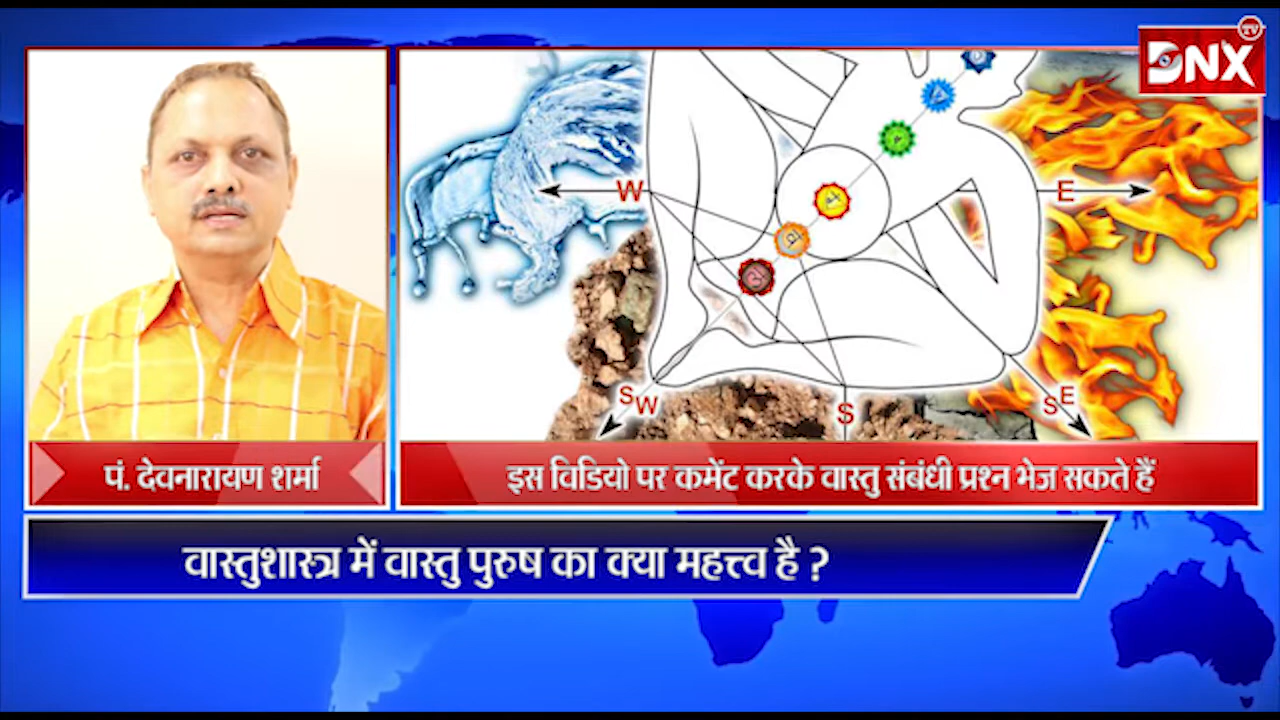 DNX TV
W
E
SW
S
SE
पं. देवनारायण शर्मा
इस विडियो पर कमेंट करके वास्तु संबंधी प्रश्न भेज सकते हैं
वास्तुशास्त्र में वास्तु पुरुष का क्या महत्त्व है ?